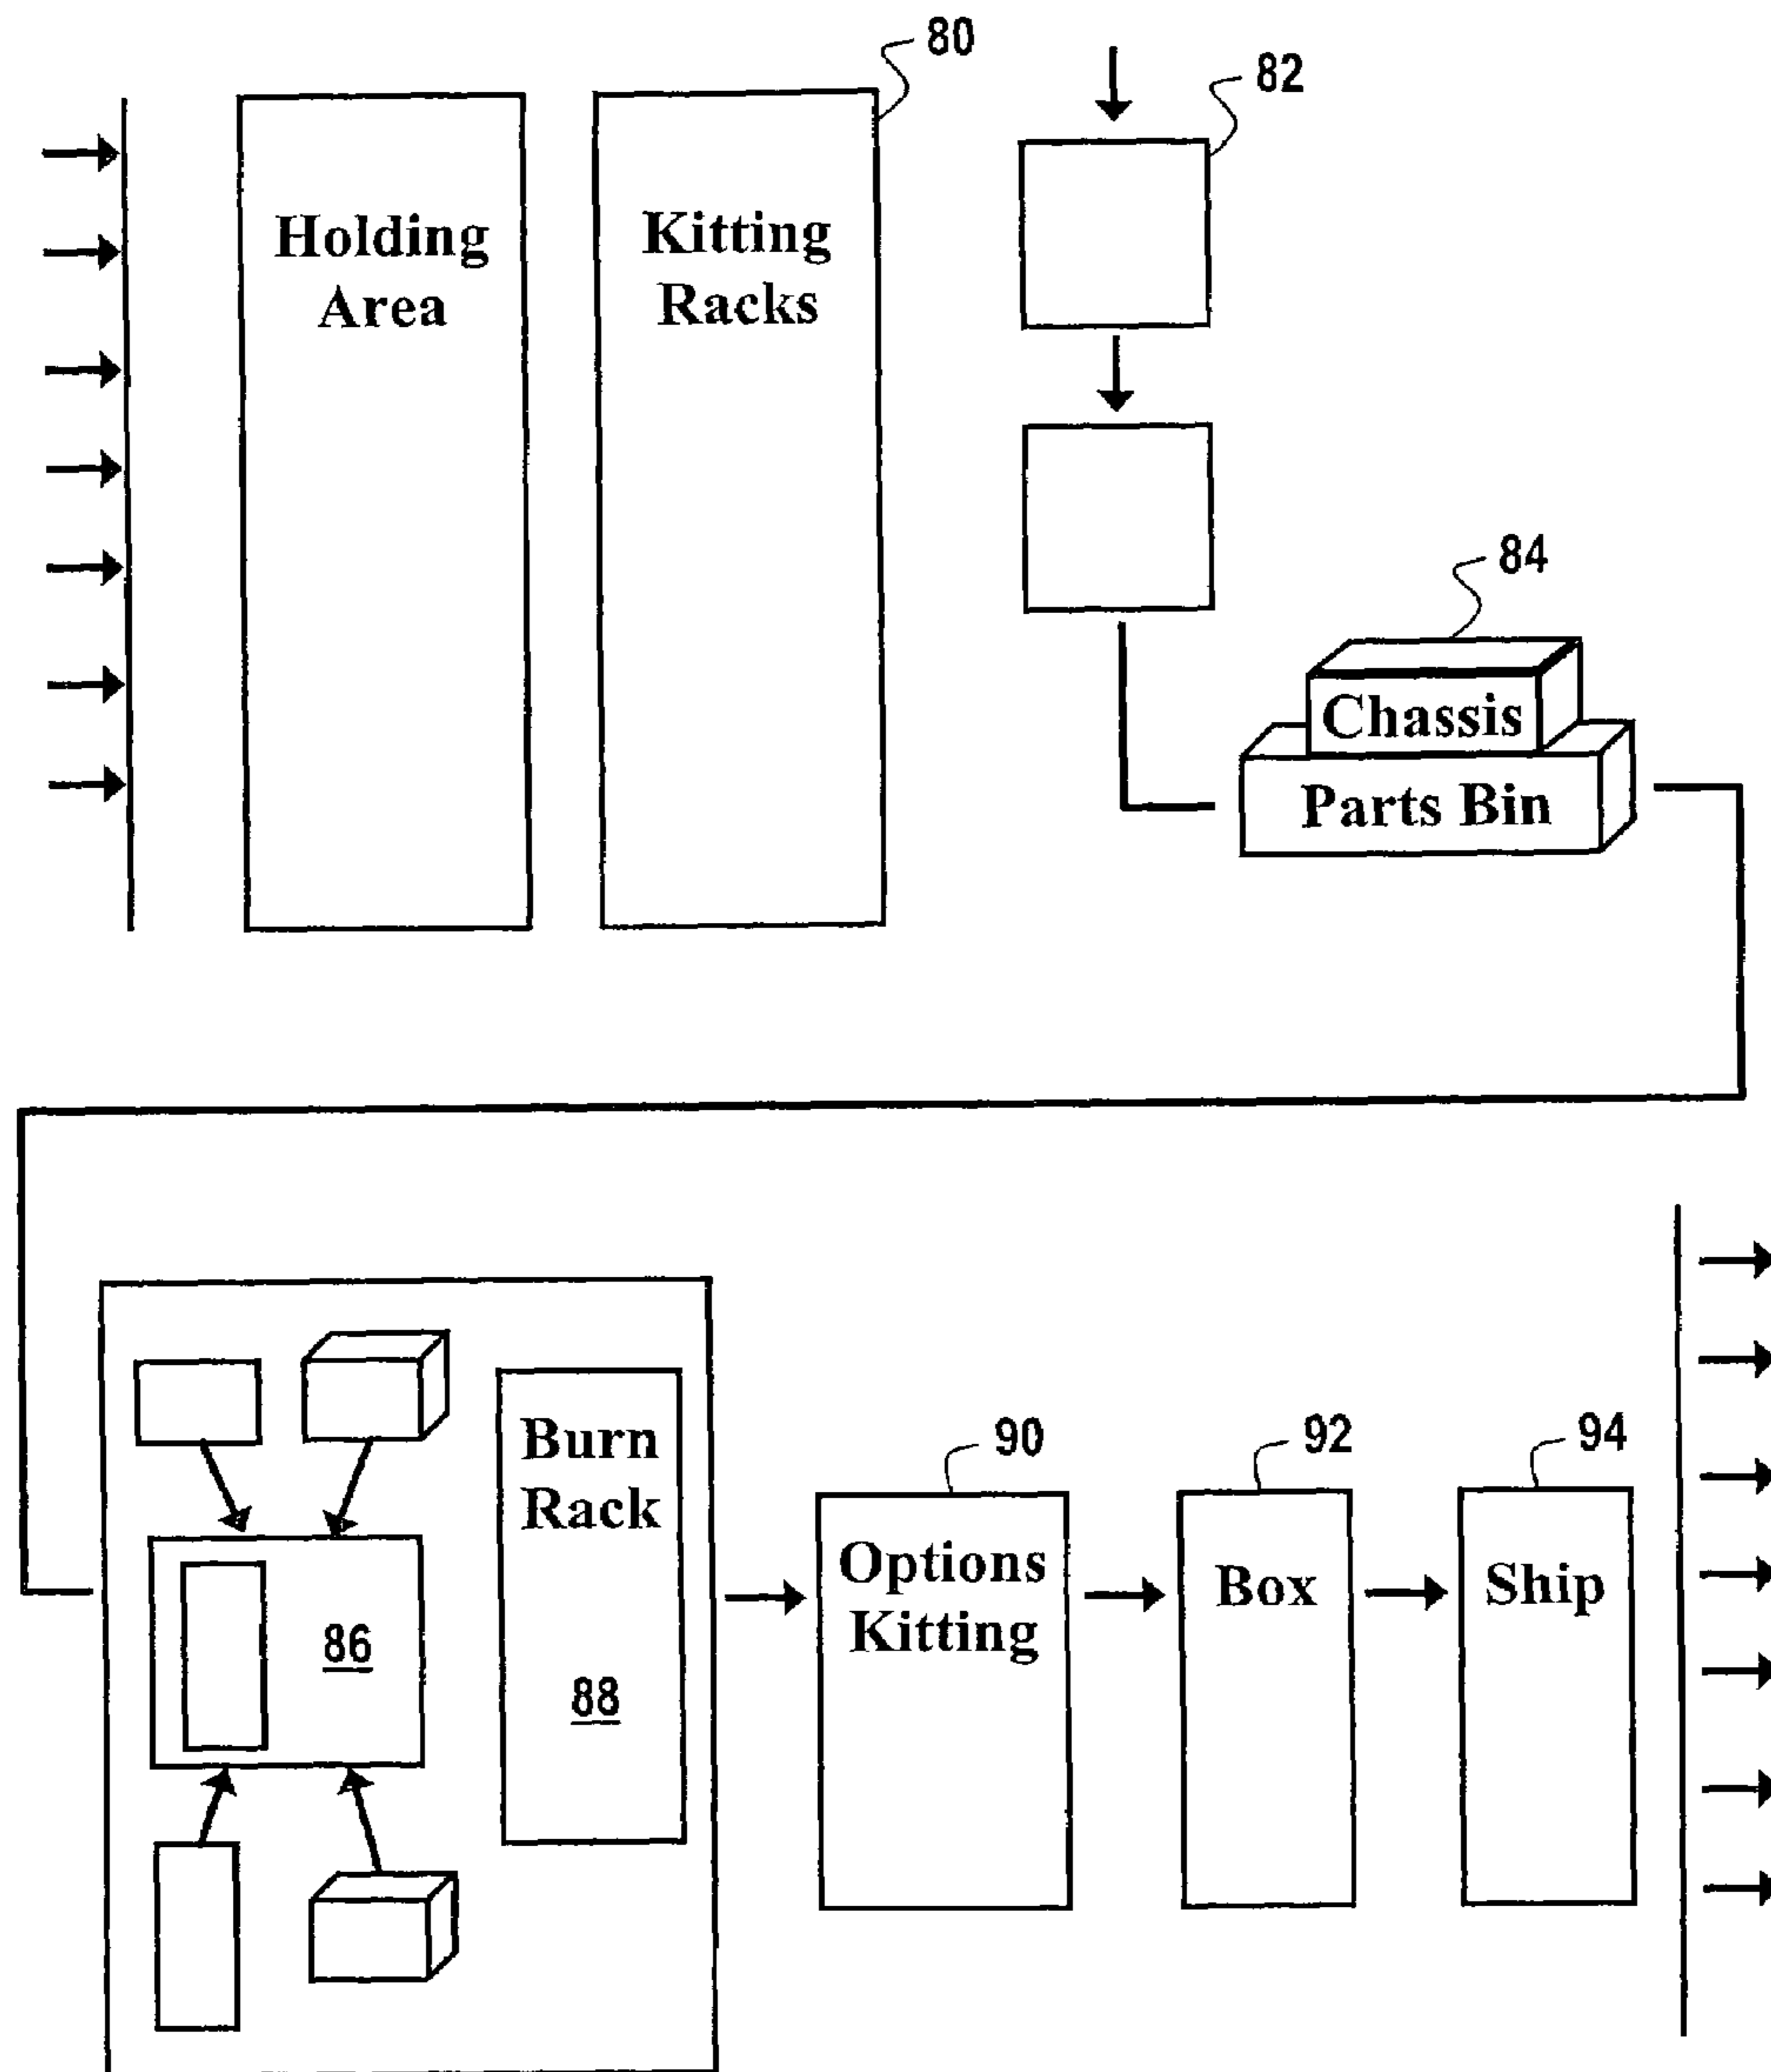 80
82
Holding
Area
Kitting
Racks
84
Chassis
Parts Bin
Burn
Rack
86
88
90
Options
Kitting
92
Box
94
Ship